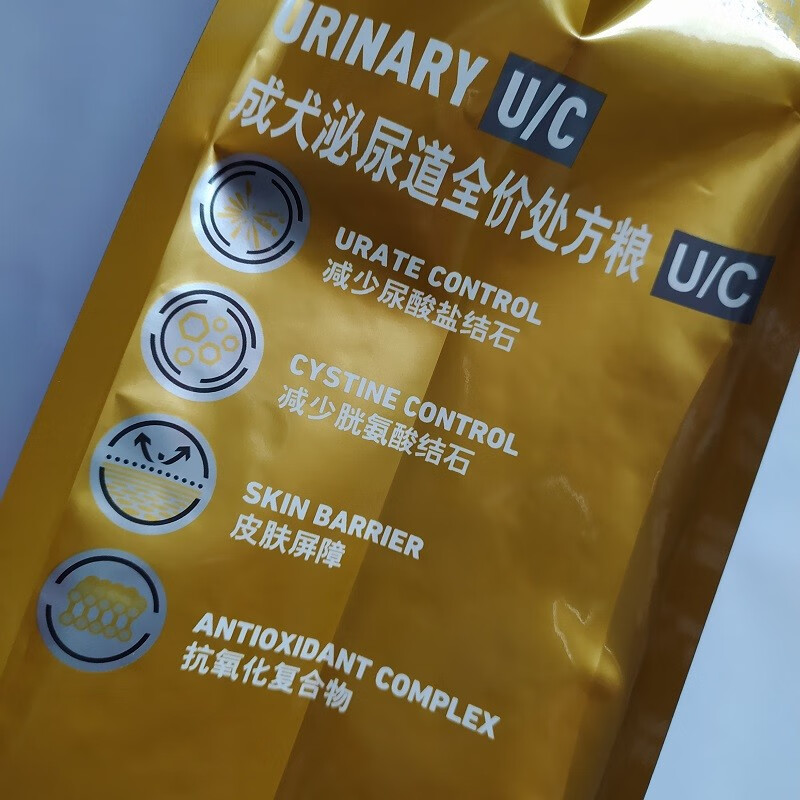 URINARY U/C
成犬泌尿道全价处方粮 U/C
URATE CONTROL
减少尿酸盐结石
CYSTINE CONTROL
减少胱氨酸结石
SKIN BARRIER
皮肤屏障
ANTIOXIDANT COMPLEX
抗氧化复合物